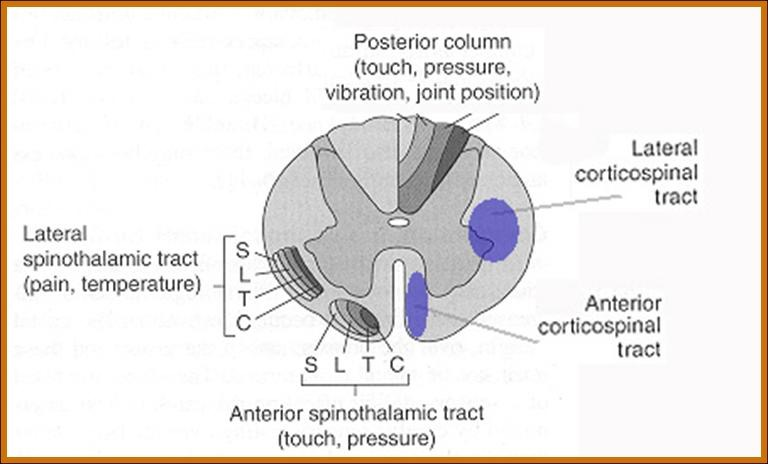 Posterior column
(touch, pressure,
vibration, joint position)
Lateral
corticospinal
tract
Lateral
spinothalamic tract
(pain, temperature)
S
L
T
C
Anterior
corticospinal
tract
S L T C
Anterior spinothalamic tract
(touch, pressure)